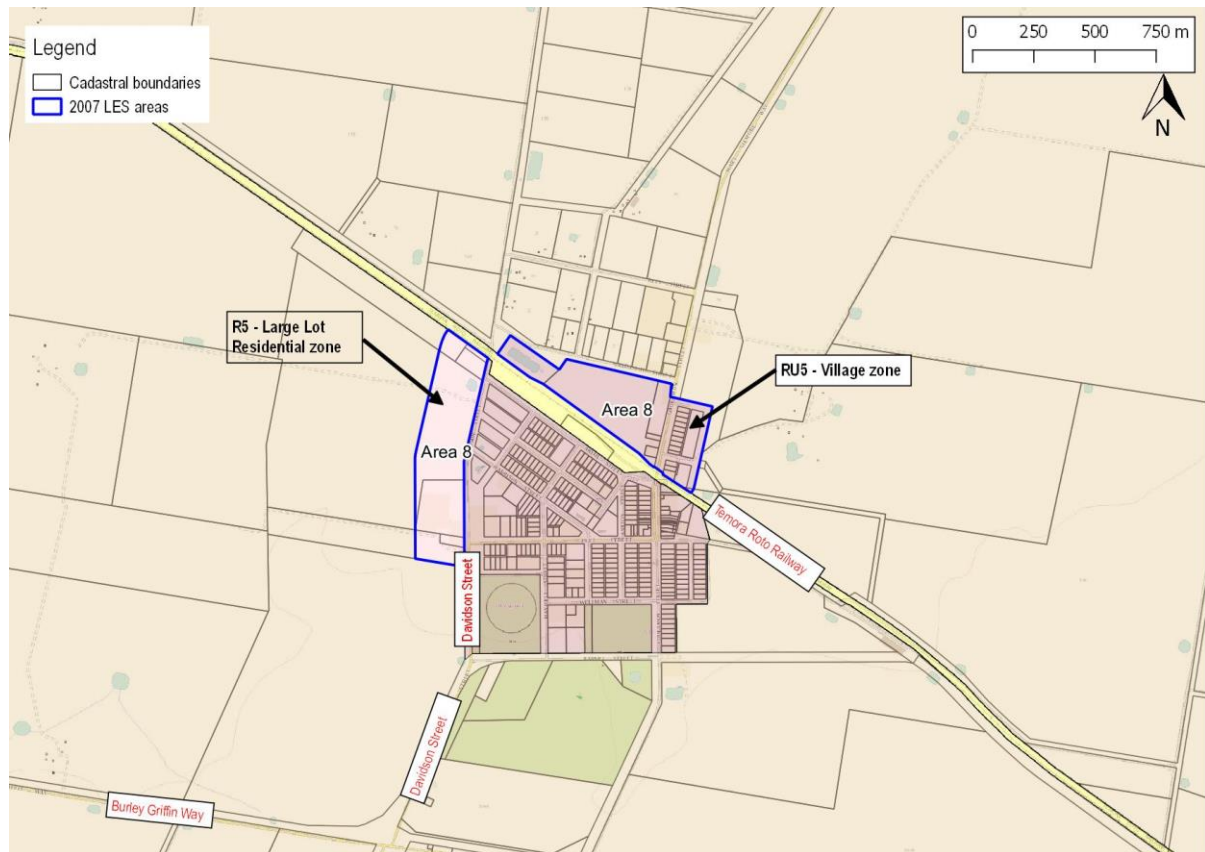 Legend
Cadastral boundaries
2007 LES areas
0 250 500 750 m
N
R5 - Large Lot
Residential zone
RU5 - Village zone
Area 8
Area 8
Temora Roto Railway
Davidson Street
Davidson Street
Burley Griffin Way